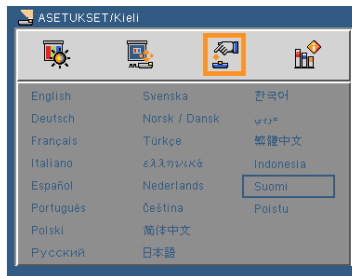 ASETUKSET/Kieli
English
Svenska
한국어
Deutsch
Norsk / Dansk
Français
Türkçe
繁體中文
Italiano
ελληνικά
Indonesia
Español
Nederlands
Suomi
Português
Čeština
Poistu
Polski
简体中文
Русский
日本語